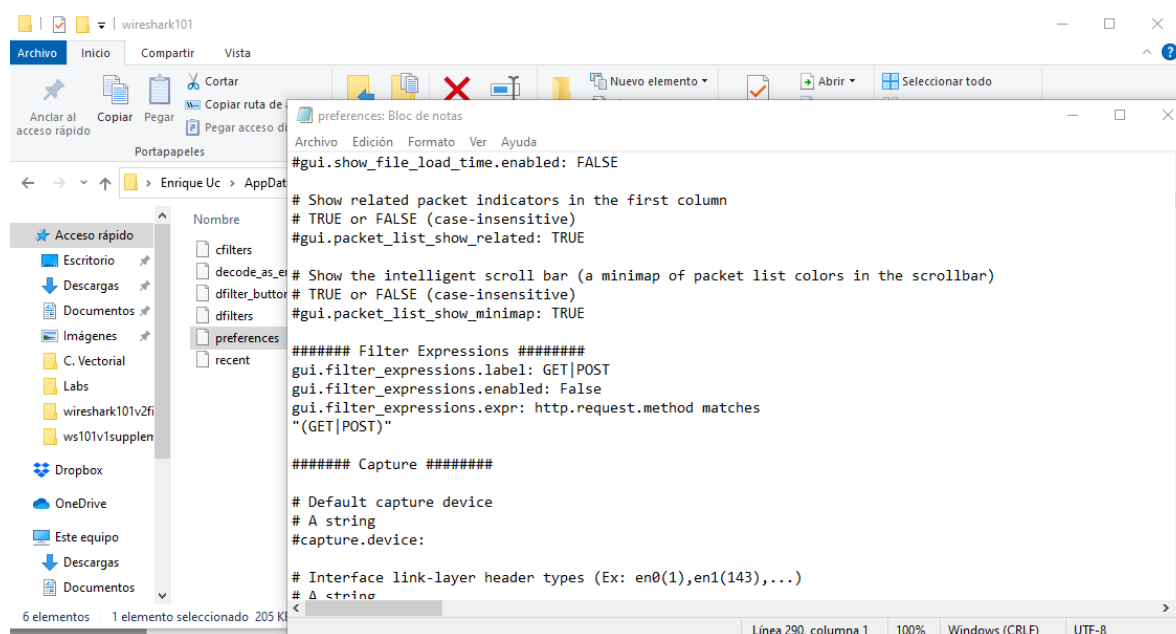 wireshark101
Archivo Inicio Compartir Vista
Anclar al acceso rápido
Copiar
Pegar
Cortar
Copiar ruta de
Pegar acceso
Portapapeles
Nuevo elemento
Abrir
Seleccionar todo
Enrique Uc > AppDat
Acceso rápido
Escritorio
Descargas
Documentos
Imágenes
C. Vectorial
Labs
wireshark101v2fi
ws101v1supplem
Dropbox
OneDrive
Este equipo
Descargas
Documentos
Nombre
cfilters
decode_as_en
dfilter_button
dfilters
preferences
recent
6 elementos 1 elemento seleccionado 205 KB
preferences: Bloc de notas
Archivo Edición Formato Ver Ayuda
#gui.show_file_load_time.enabled: FALSE
# Show related packet indicators in the first column
# TRUE or FALSE (case-insensitive)
#gui.packet_list_show_related: TRUE
# Show the intelligent scroll bar (a minimap of packet list colors in the scrollbar)
# TRUE or FALSE (case-insensitive)
#gui.packet_list_show_minimap: TRUE
####### Filter Expressions ########
gui.filter_expressions.label: GET|POST
gui.filter_expressions.enabled: False
gui.filter_expressions.expr: http.request.method matches
"(GET|POST)"
####### Capture ########
# Default capture device
# A string
#capture.device:
# Interface link-layer header types (Ex: en0(1),en1(143),...)
# A string
Línea 290, columna 1 100% Windows (CRLF) UTF-8